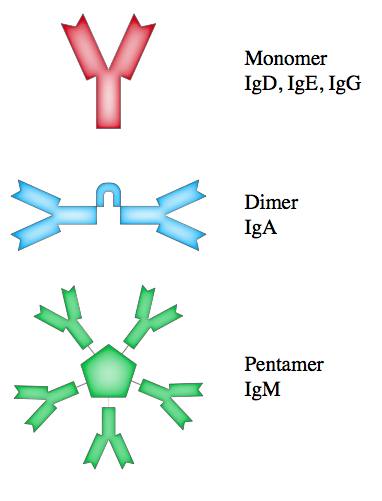 Monomer
IgD, IgE, IgG
Dimer
IgA
Pentamer
IgM